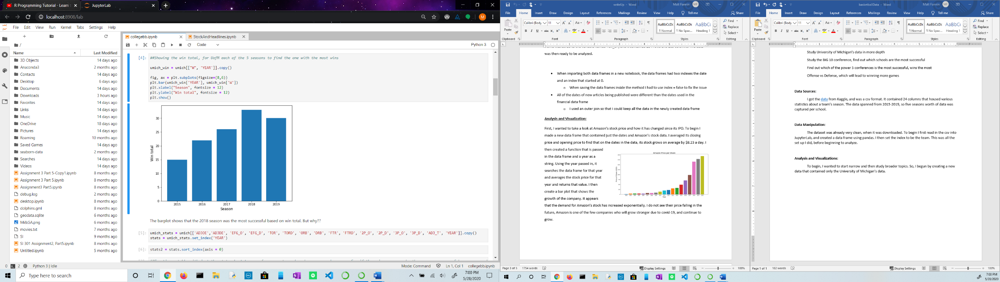 R Programming Tutorial - Learn
JupyterLab
localhost:8908/lab
File Edit View Run Kernel Tabs Settings Help
/
Name Last Modified
3D Objects 14 days ago
Anaconda3 2 months ago
Contacts 14 days ago
Desktop 6 days ago
Documents 14 days ago
Downloads 3 hours ago
Favorites 14 days ago
Links 14 days ago
Music 14 days ago
OneDrive 18 days ago
Pictures 14 days ago
Roaming 10 months ago
Saved Games 14 days ago
seaborn-data 2 months ago
Searches 14 days ago
Videos 14 days ago
Assignment 3 Part 5-Copy1.ipynb 8 months ago
Assignment 3 Part 5.ipynb 8 months ago
Assignment3 Part5.ipynb 8 months ago
debug.log 2 months ago
desktop.ipynb 8 months ago
dolphins.gml 8 months ago
geodata.sqlite 6 months ago
Mi&GA.png 6 months ago
movies.txt 7 months ago
SI 9 months ago
SI 301 Assignment2, Part5.ipynb 8 months ago
Untitled.ipynb 5 months ago
collegebb.ipynb
StockAndHeadlines.ipynb
Code
Python 3
[4]: ##Showing the win total, for UofM each of the 5 seasons to find the one with the most wins
umich_win = umich[["W", 'YEAR']].copy()
fig, ax = plt.subplots(figsize=(8,6))
plt.bar(umich_win['YEAR'], umich_win['W'])
plt.xlabel("Season", fontsize = 12)
plt.ylabel("Win total", fontsize = 12)
plt.show()
30
25
20
15
10
5
0
Win total
2015 2016 2017 2018 2019
Season
The barplot shows that the 2018 season was the most successful based on win total. But why??
[5]: umich_stats = umich[['ADJOE','ADJDE', 'EFG_O', 'EFG_D', 'TOR', 'TORD', 'ORB', 'DRB', 'FTR', 'FTRD', '2P_O', '2P_D', '3P_O', '3P_D', 'ADJ_T', 'YEAR']].copy()
stats = umich_stats.set_index('YEAR')
[6]: stats2 = stats.sort_index(axis = 0)
0 2 Python 3 | Idle
Mode: Command Ln 1, Col 1 collegebb.ipynb
Type here to search
7:00 PM
5/28/2020
writeUp - Word
Matt Fannin MF
File Home Insert Draw Design Layout References Mailings Review View Help Tell me Share
Paste
Calibri (Body 11
AaBbCcDc AaBbCcDc AaBbCc
¶ Normal ¶ No Spac... Heading 1
Find
Replace
Select
Clipboard Font Paragraph Styles Editing
was then ready to be analyzed.
• When importing both data frames in a new notebook, the data frames had two indexes the date
and an index that started at 0.
o When saving the data frames inside the method I had to use index = false to fix the issue
• All of the dates of new articles being published were different than the dates used in the
financial data frame
o I used an outer join so that I could keep all the data in the newly created data frame
Analysis and Visualization:
First, I wanted to take a look at Amazon's stock price and how it has changed since its IPO. To begin I
made a new data frame that contained just the dates and Amazon's stock data. I averaged its closing
price and opening price to find that on the dates in the data, its stock grows on average by $8.23 a day. I
then created a function that is passed
in the data frame and a year as a
string. Using the year passed in, it
searches the data frame for that year
and averages the stock price for that
year and returns that value. I then
create a bar plot that shows the
growth of the company. It appears
Amazon Price per Share
Year
that the demand for Amazon's stock has increased exponentially. I do not see their price falling in the
future, Amazon is one of the few companies who will grow stronger due to covid-19, and continue to
grow.
Page 3 of 5 1754 words Display Settings 100%
basketballData - Word
Matt Fannin MF
File Home Insert Draw Design Layout References Mailings Review View Help Tell me Share
Paste
Calibri (Body 11
AaBbCcDc AaBbCcDc AaBbCc
¶ Normal ¶ No Spac... Heading 1
Find
Replace
Select
Clipboard Font Paragraph Styles Editing
Study University of Michigan's data in more depth
Study the BIG 10 conference, find out which schools are the most successful
Find out which of the power 5 conferences is the most successful, wins the most
Offense vs Defense, which will lead to winning more games
Data Sources:
I got the data from Kaggle, and was a csv format. It contained 24 columns that housed various
statistics about a team's season. The data spanned from 2015-2019, so five seasons worth of data was
captured per school.
Data Manipulation:
The dataset was already very clean, when it was downloaded. To begin I first read in the csv into
JupyterLab, and created a data frame using pandas. I then set the index to be the team. This was all the
set up I did, before beginning to analyze.
Analysis and Visualizations:
To begin, I wanted to start narrow and then study broader topics. So, I begun by creating a new
data that contained only the University of Michigan's data.
Page 1 of 1 182 words Display Settings 100%
7:00 PM
5/28/2020